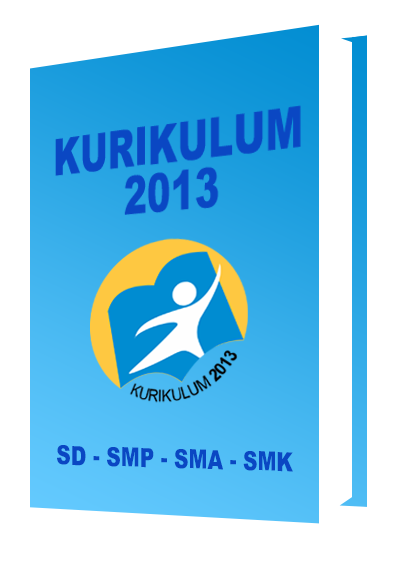 KURIKULUM
2013
KURIKULUM 2013
SD - SMP - SMA - SMK